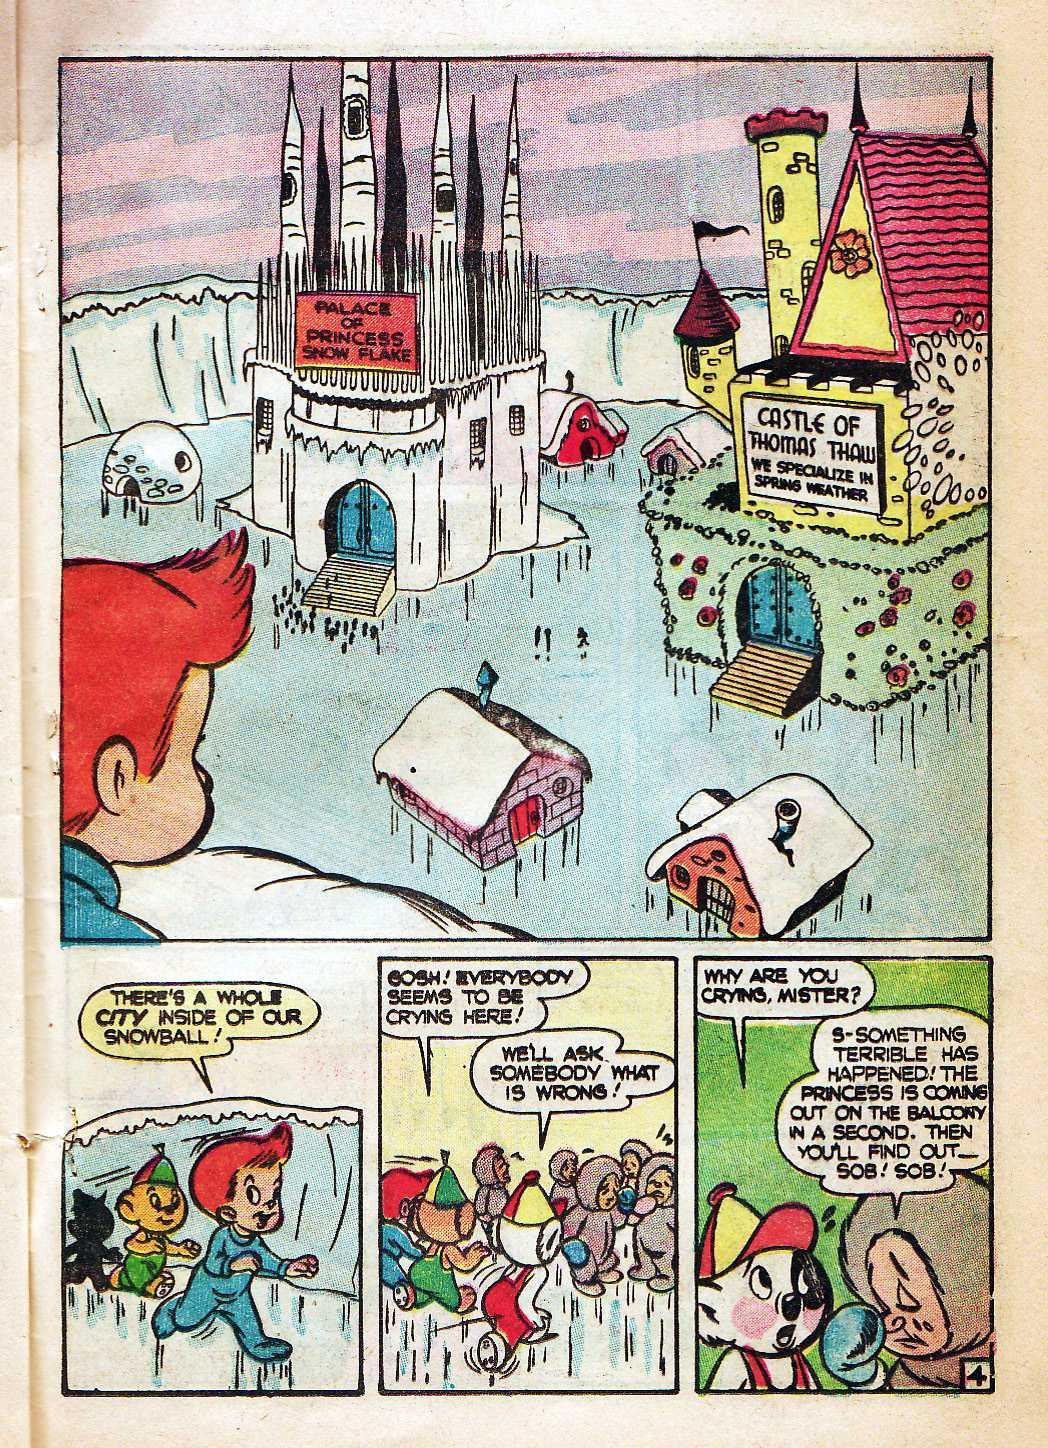 PALACE
OF
PRINCESS
SNOW FLAKE
CASTLE OF
THOMAS THAW
WE SPECIALIZE IN
SPRING WEATHER
THERE'S A WHOLE
CITY INSIDE OF OUR
SNOWBALL!
GOSH! EVERYBODY
SEEMS TO BE
CRYING HERE!
WE'LL ASK
SOMEBODY WHAT
IS WRONG!
WHY ARE YOU
CRYING, MISTER?
S-SOMETHING
TERRIBLE HAS
HAPPENED! THE
PRINCESS IS COMING
OUT ON THE BALCONY
IN A SECOND. THEN
YOU'LL FIND OUT—
SOB! SOB!
4